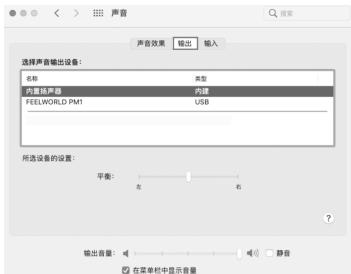 声音
搜索
声音效果 输出 输入
选择声音输出设备：
名称 类型
内置扬声器 内建
FEELWORLD PM1 USB
所选设备的设置：
平衡：
左 右
?
输出音量： 静音
在菜单栏中显示音量